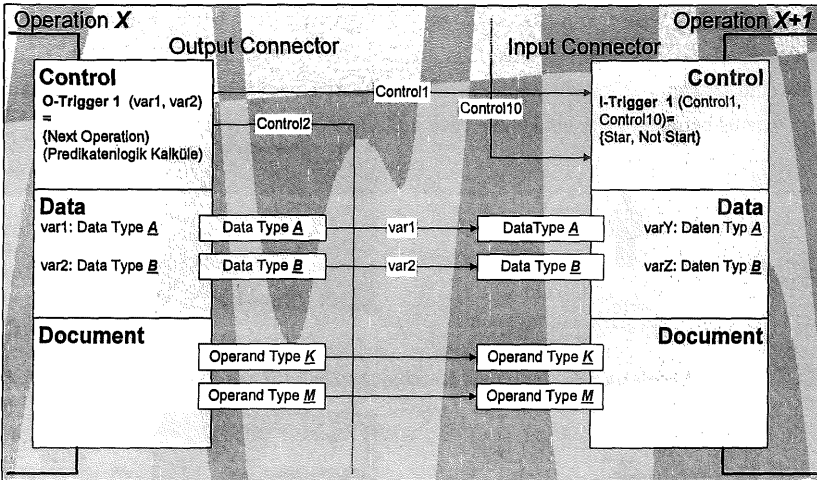 Operation X
Operation X+1
Output Connector
Input Connector
Control
O-Trigger 1 (var1, var2)
=
{Next Operation)
(Predikatenlogik Kalküle)
Control1
Control2
Control10
Control
I-Trigger 1 (Control1,
Control10)=
{Star, Not Start}
Data
var1: Data Type A
var2: Data Type B
Data Type A
Data Type B
var1
var2
DataType A
Data Type B
Data
varY: Daten Typ A
varZ: Daten Typ B
Document
Operand Type K
Operand Type M
Operand Type K
Operand Type M
Document